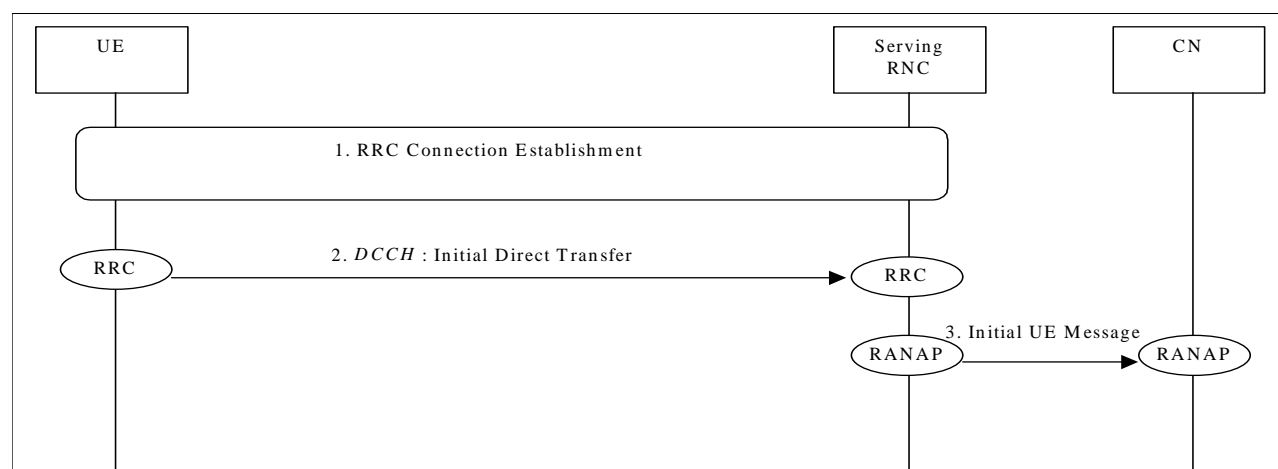 UE
Serving
RNC
CN
1. RRC Connection Establishment
2. DCCH : Initial Direct Transfer
RRC
RRC
3. Initial UE Message
RANAP
RANAP